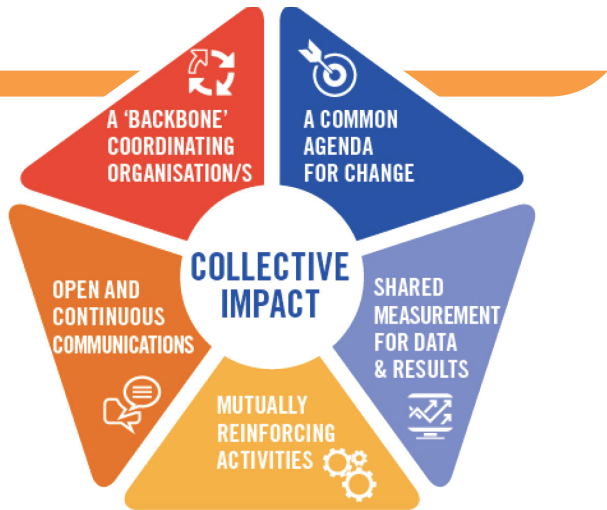 A 'BACKBONE'
COORDINATING
ORGANISATION/S
A COMMON
AGENDA
FOR CHANGE
COLLECTIVE
IMPACT
OPEN AND
CONTINUOUS
COMMUNICATIONS
SHARED
MEASUREMENT
FOR DATA
& RESULTS
MUTUALLY
REINFORCING
ACTIVITIES